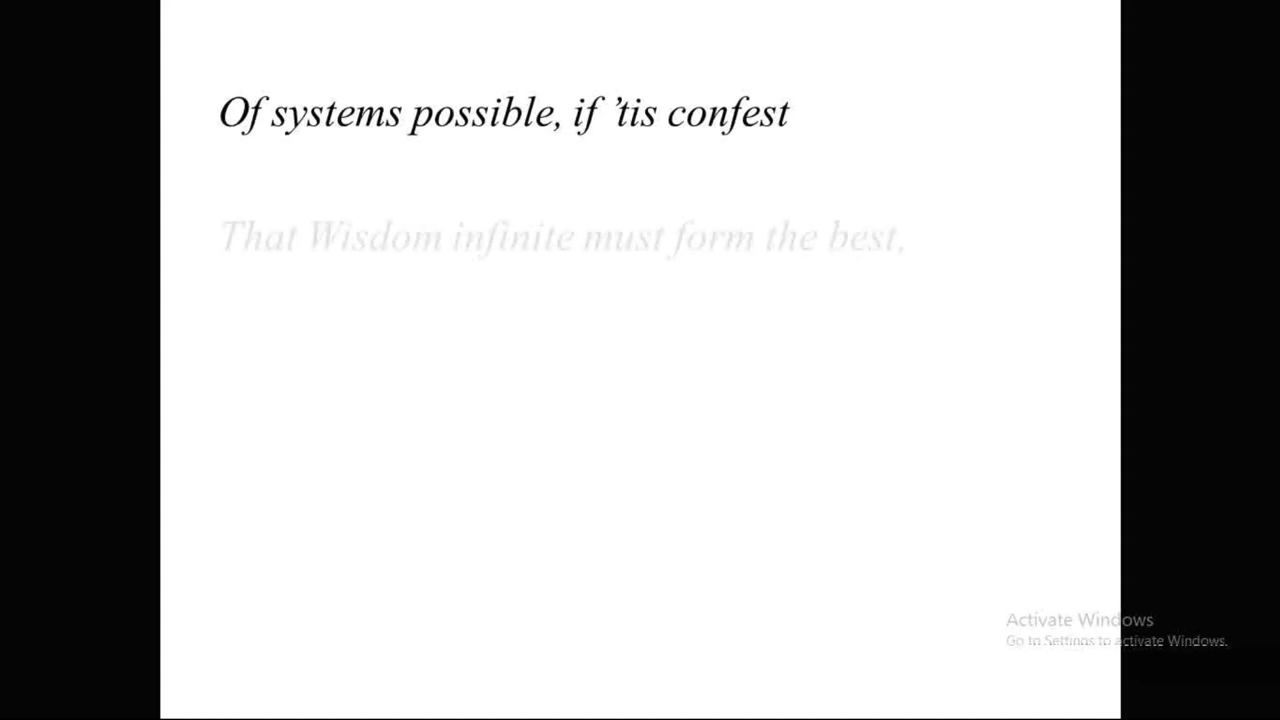 Of systems possible, if ’tis confest
That Wisdom infinite must form the best,
Activate Windows
Go to Settings to activate Windows.